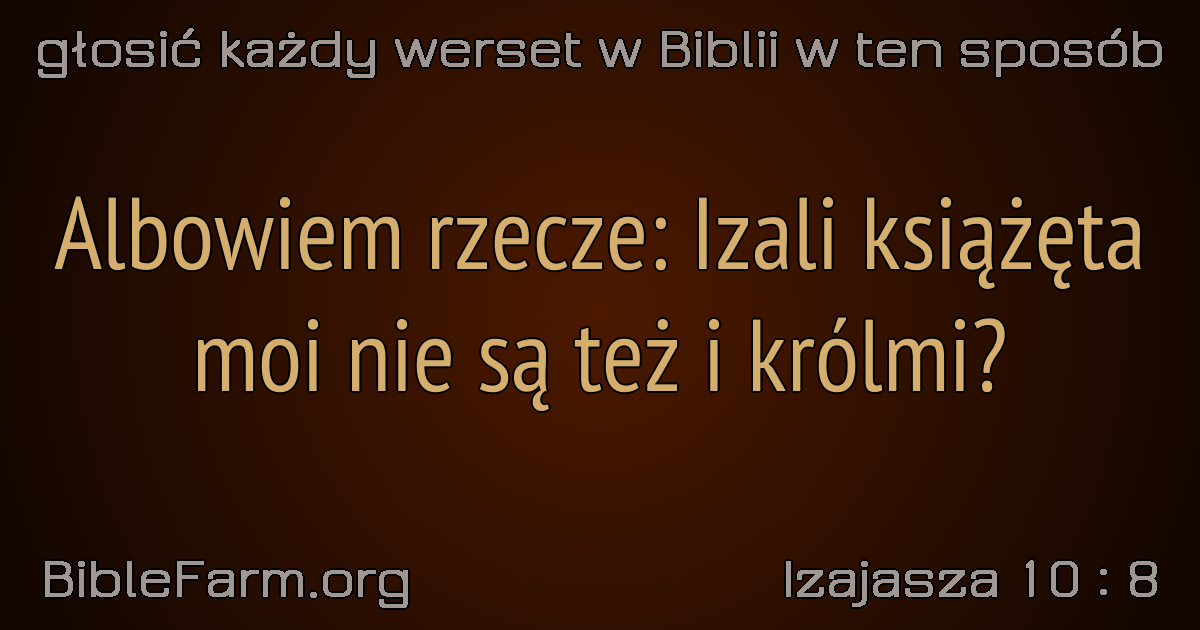 głosić każdy werset w Biblii w ten sposób
Albowiem rzecze: Izali książęta
moi nie są też i królmi?
BibleFarm.org
Izajasza 10 : 8